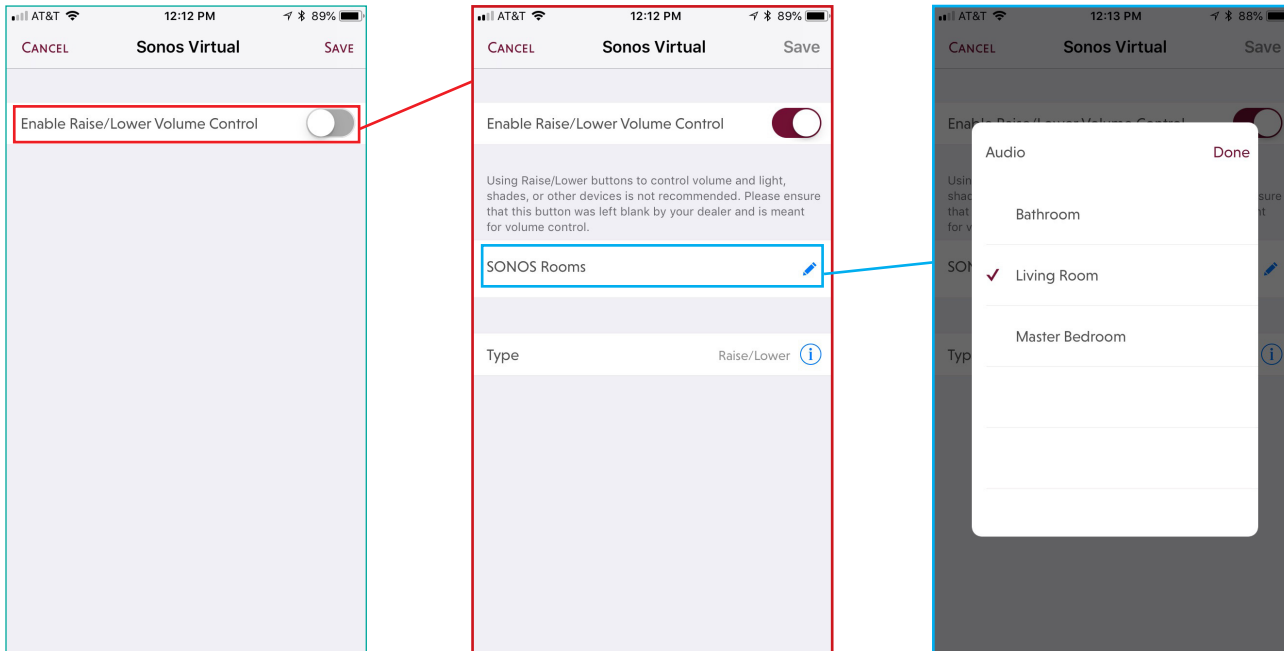 AT&T 12:12 PM 89%
CANCEL Sonos Virtual SAVE
Enable Raise/Lower Volume Control
AT&T 12:12 PM 89%
CANCEL Sonos Virtual Save
Enable Raise/Lower Volume Control
Using Raise/Lower buttons to control volume and light,
shades, or other devices is not recommended. Please ensure
that this button was left blank by your dealer and is meant
for volume control.
SONOS Rooms
Type Raise/Lower i
AT&T 12:13 PM 88%
CANCEL Sonos Virtual Save
Audio Done
Bathroom
Living Room
Master Bedroom